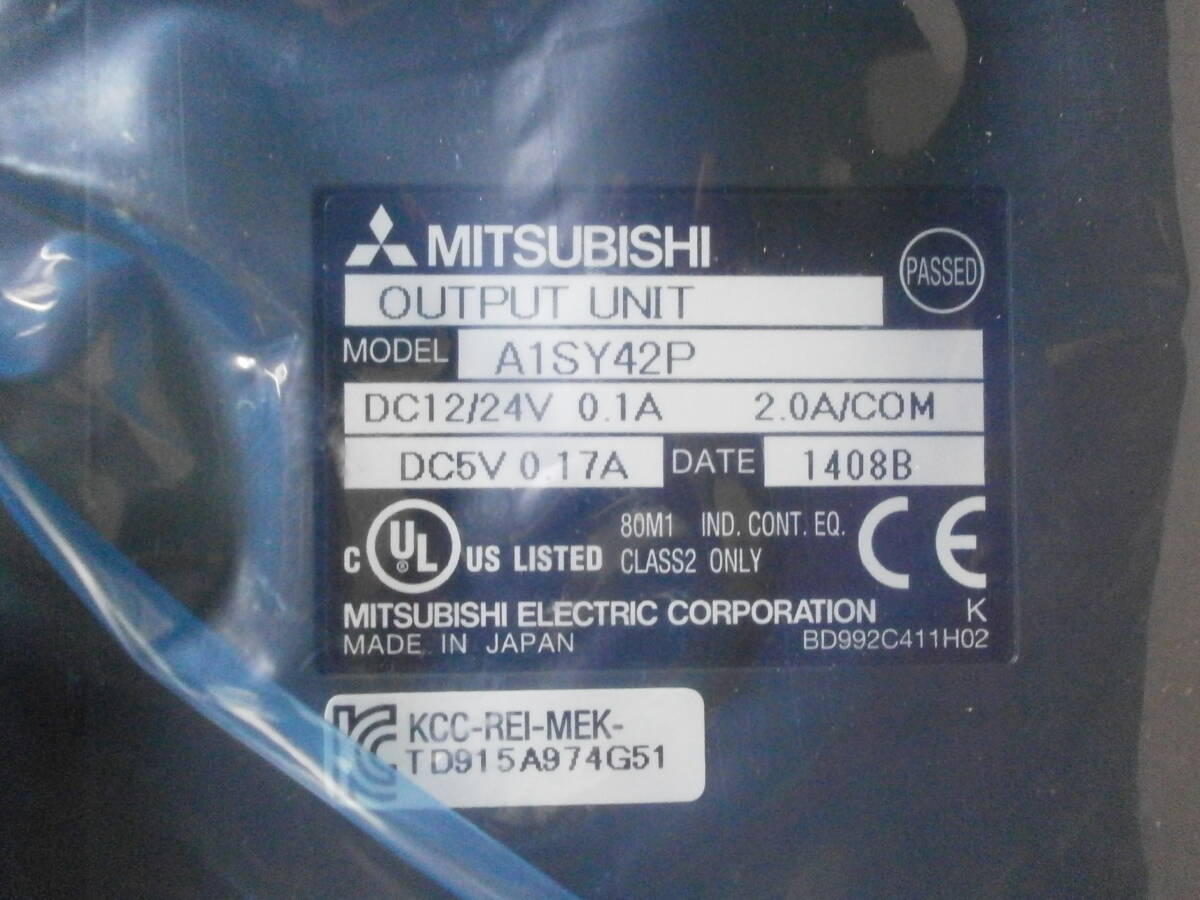 MITSUBISHI
PASSED
OUTPUT UNIT
MODEL A1SY42P
DC12/24V 0.1A 2.0A/COM
DC5V 0.17A DATE 1408B
C UL ® US LISTED 80M1 IND. CONT. EQ.
CLASS2 ONLY
CE
MITSUBISHI ELECTRIC CORPORATION K
MADE IN JAPAN BD992C411H02
KCC-REI-MEK-
TD915A974G51